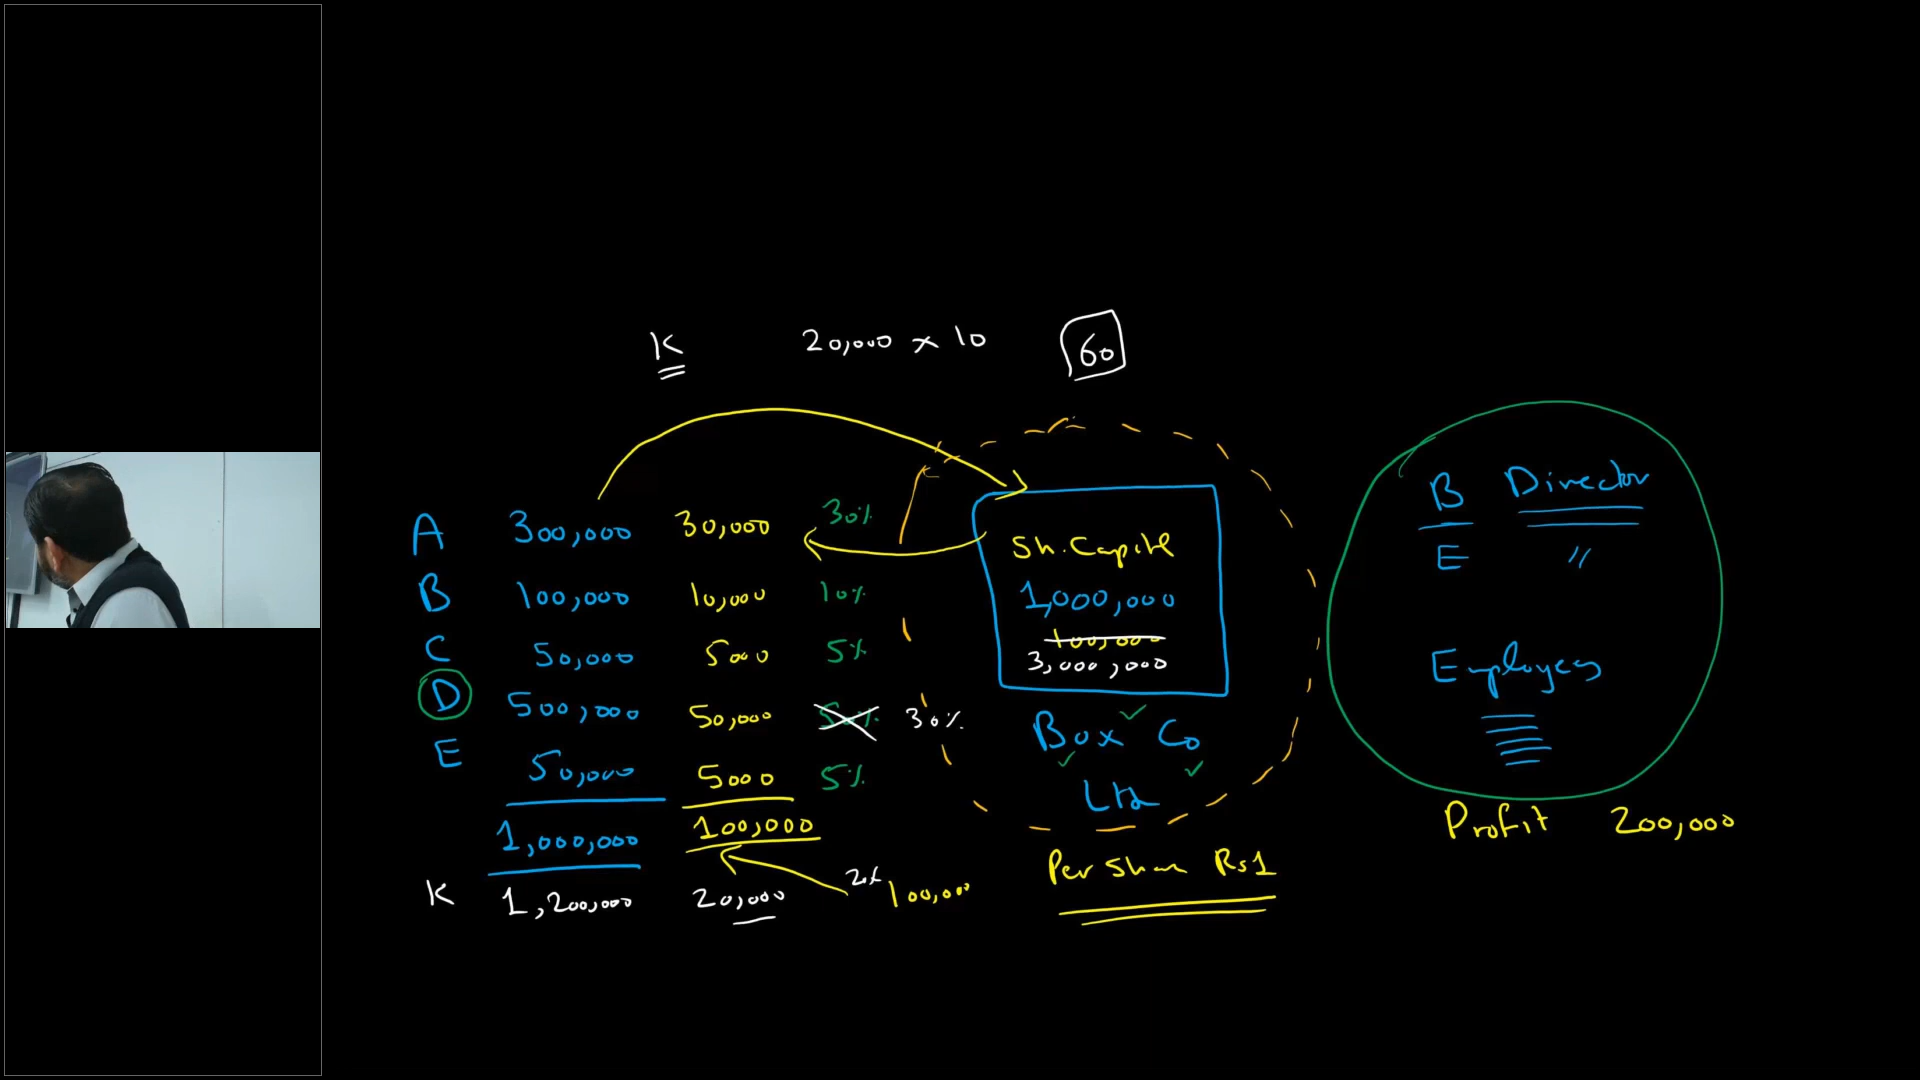 K 20,000 x 10 60
A 300,000 30,000 30%
B 100,000 10,000 10%
C 50,000 5000 5%
D 500,000 50,000 50% 30%
E 50,000 5000 5%
1,000,000 100,000
K 1,200,000 20,000 100,000
Sh. Capital
1,000,000
100,000
3,000,000
Box Co
Ltd
Per Share Rs1
B Director
E "
Employees
Profit 200,000